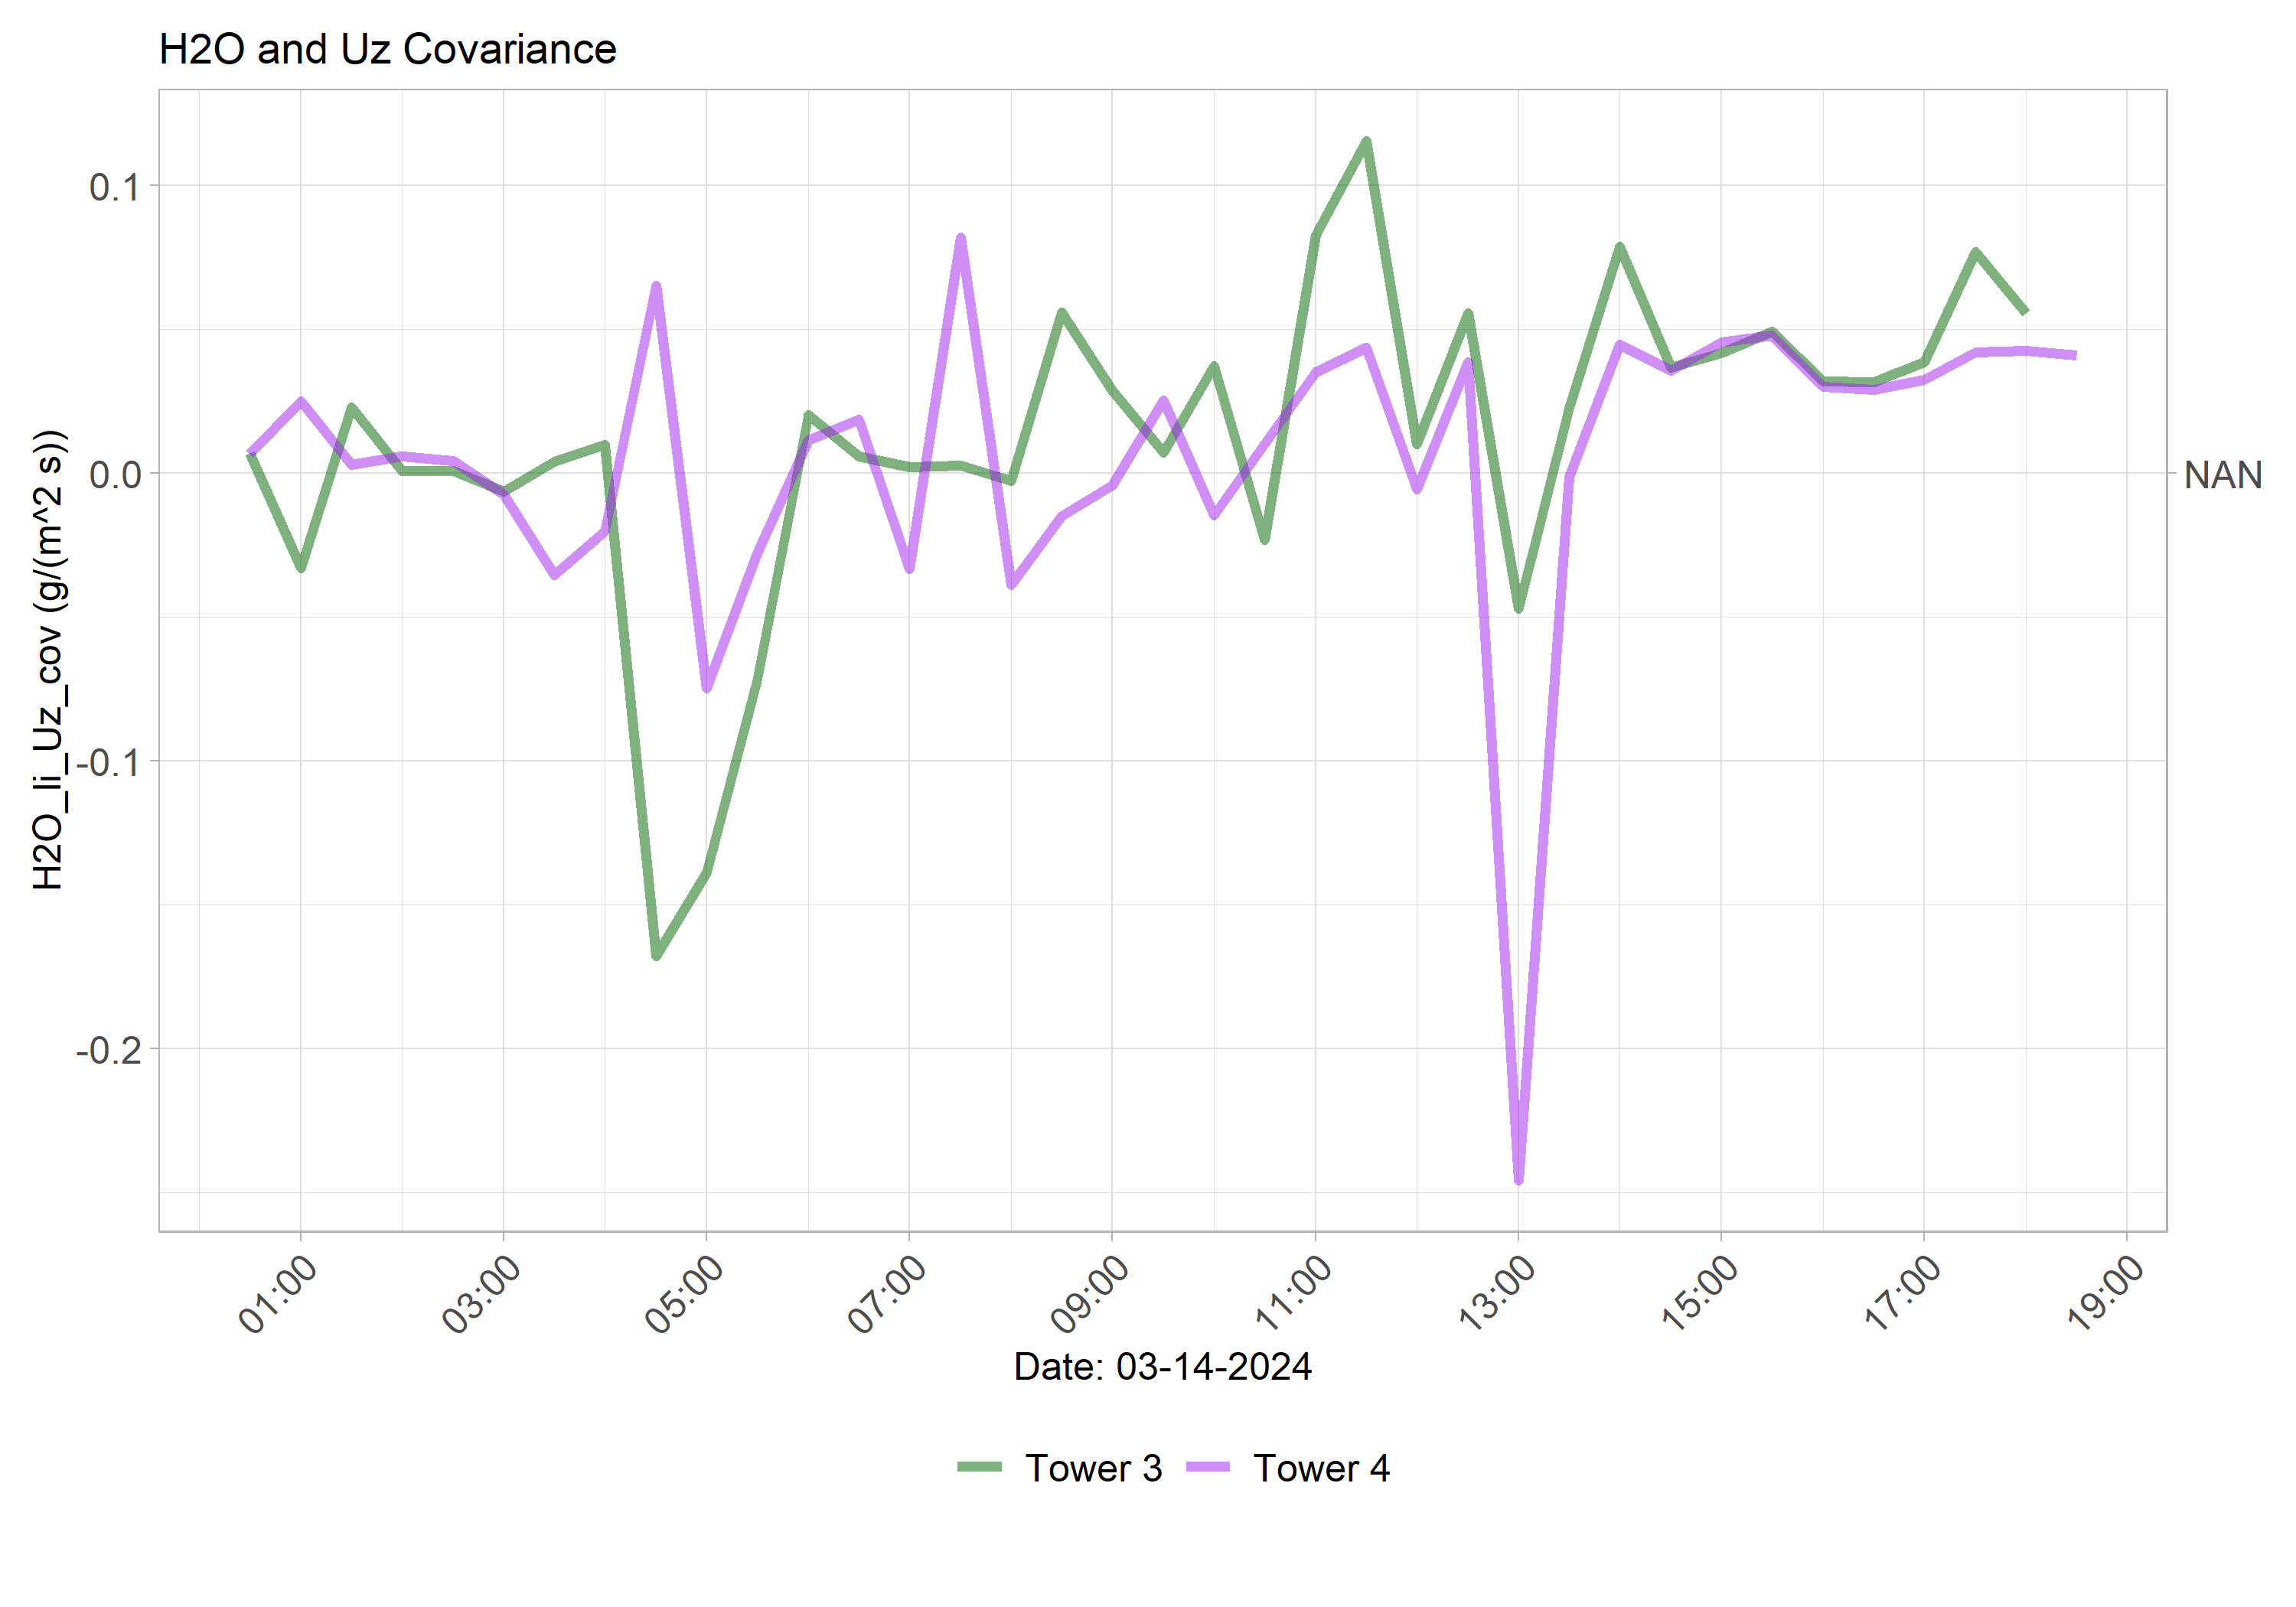 H2O and Uz Covariance
H2O_li_Uz_cov (g/(m^2 s))
0.1
0.0
-0.1
-0.2
NAN
01:00
03:00
05:00
07:00
09:00
11:00
13:00
15:00
17:00
19:00
Date: 03-14-2024
Tower 3
Tower 4